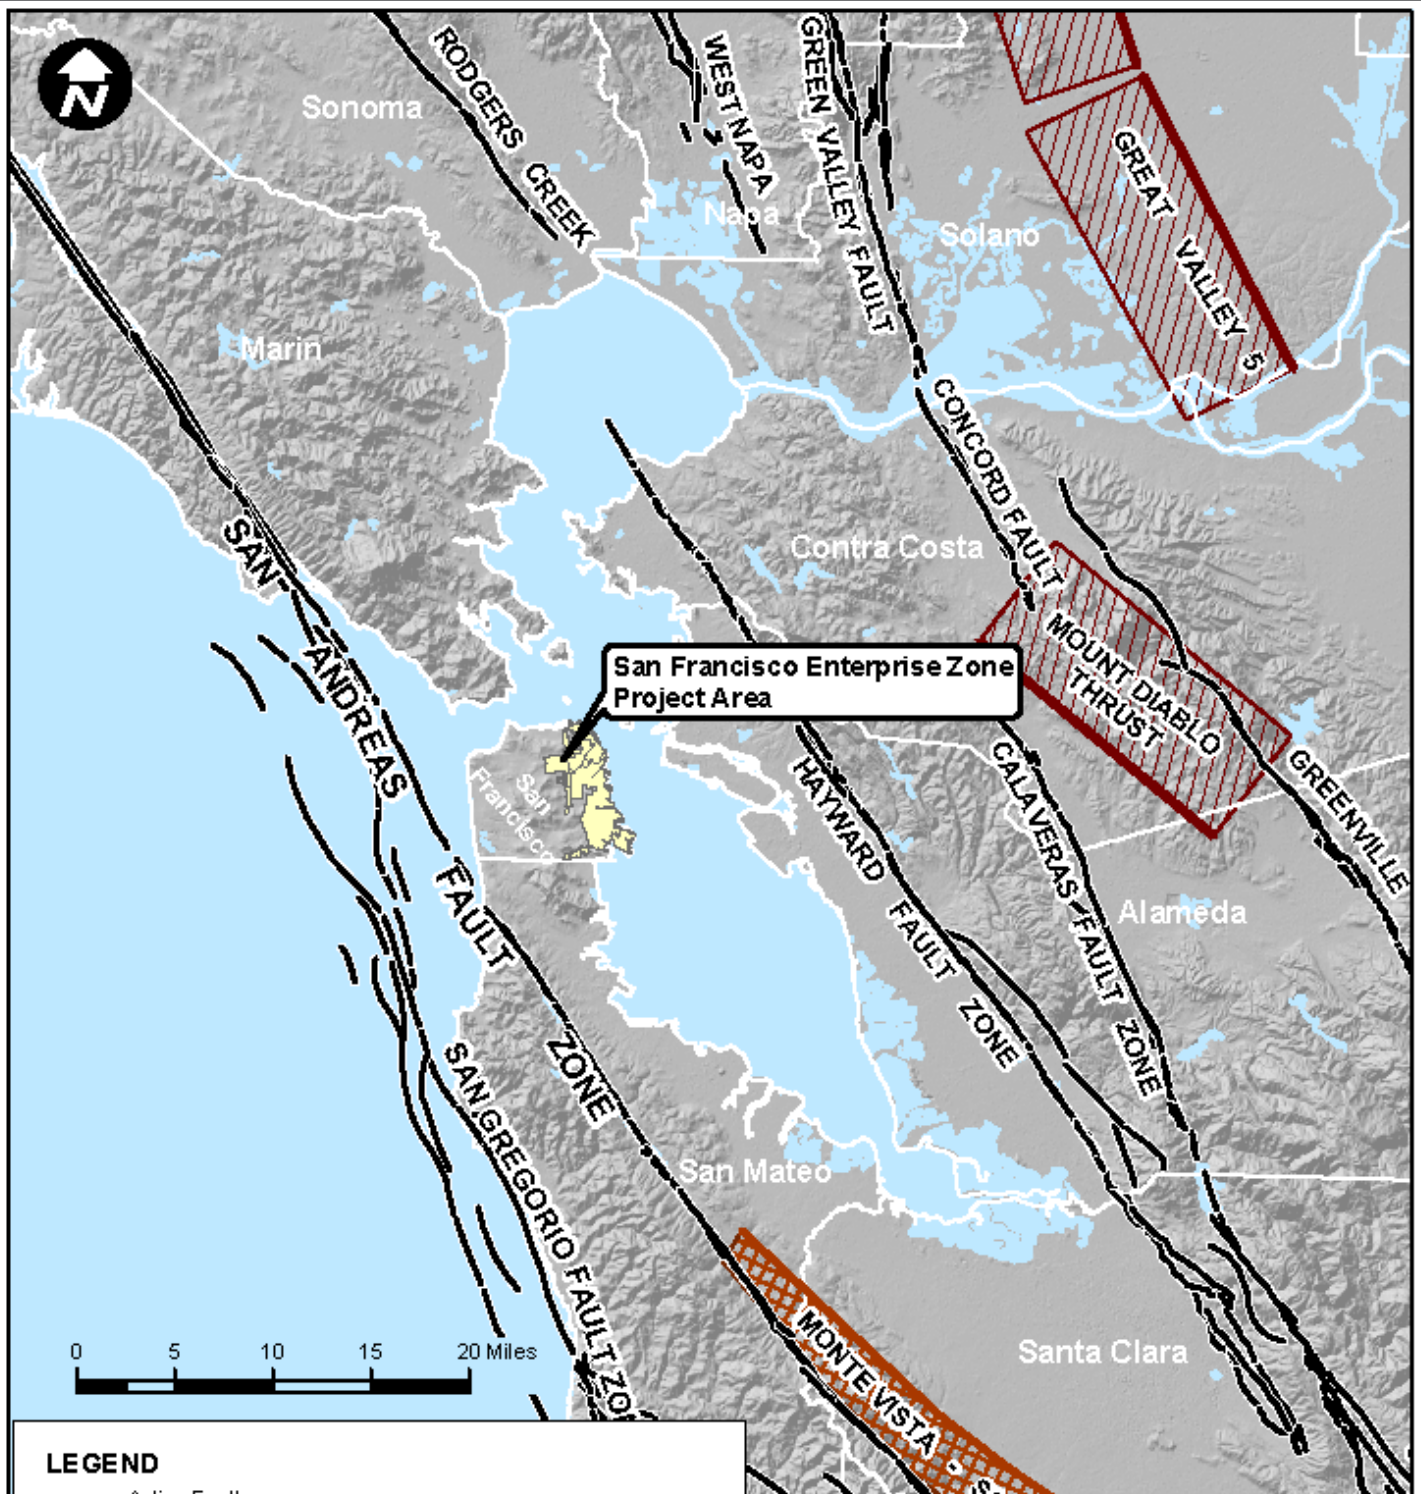 N
Sonoma
RODGERS CREEK
WEST NAPA
Napa
GREEN VALLEY FAULT
Solano
GREAT VALLEY 5
Marin
CONCORD FAULT
Contra Costa
SAN ANDREAS FAULT ZONE
San Francisco Enterprise Zone
Project Area
MOUNT DIABLO
THRUST
GREENVILLE
San
Francisco
HAYWARD FAULT ZONE
CALAVERAS FAULT ZONE
Alameda
SAN GREGORIO FAULT ZON
San Mateo
MONTE VISTA - S
Santa Clara
0 5 10 15 20 Miles
LEGEND